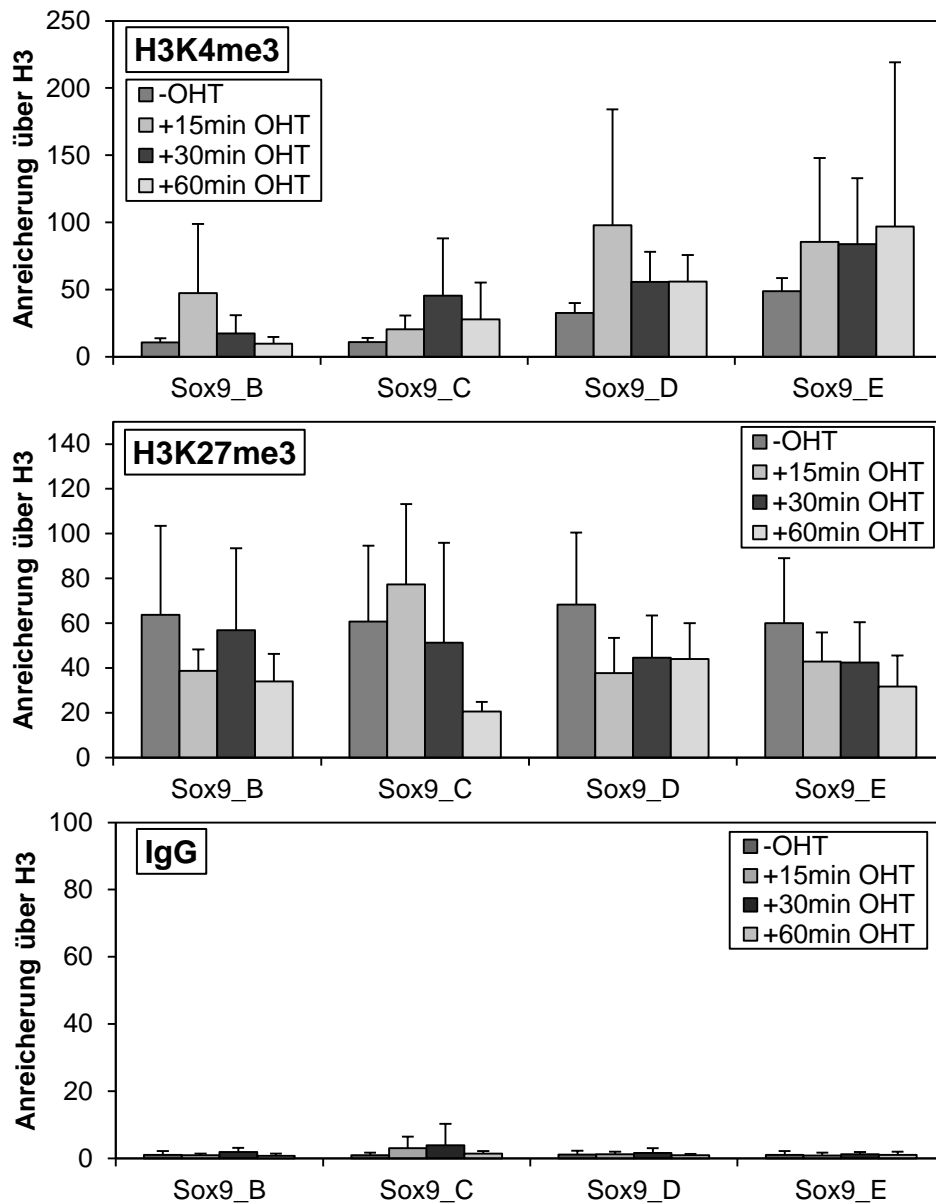 Anreicherung über H3
250
200
150
100
50
0
H3K4me3
-OHT
+15min OHT
+30min OHT
+60min OHT
Sox9_B Sox9_C Sox9_D Sox9_E
Anreicherung über H3
140
120
100
80
60
40
20
0
H3K27me3
-OHT
+15min OHT
+30min OHT
+60min OHT
Sox9_B Sox9_C Sox9_D Sox9_E
Anreicherung über H3
100
80
60
40
20
0
IgG
-OHT
+15min OHT
+30min OHT
+60min OHT
Sox9_B Sox9_C Sox9_D Sox9_E